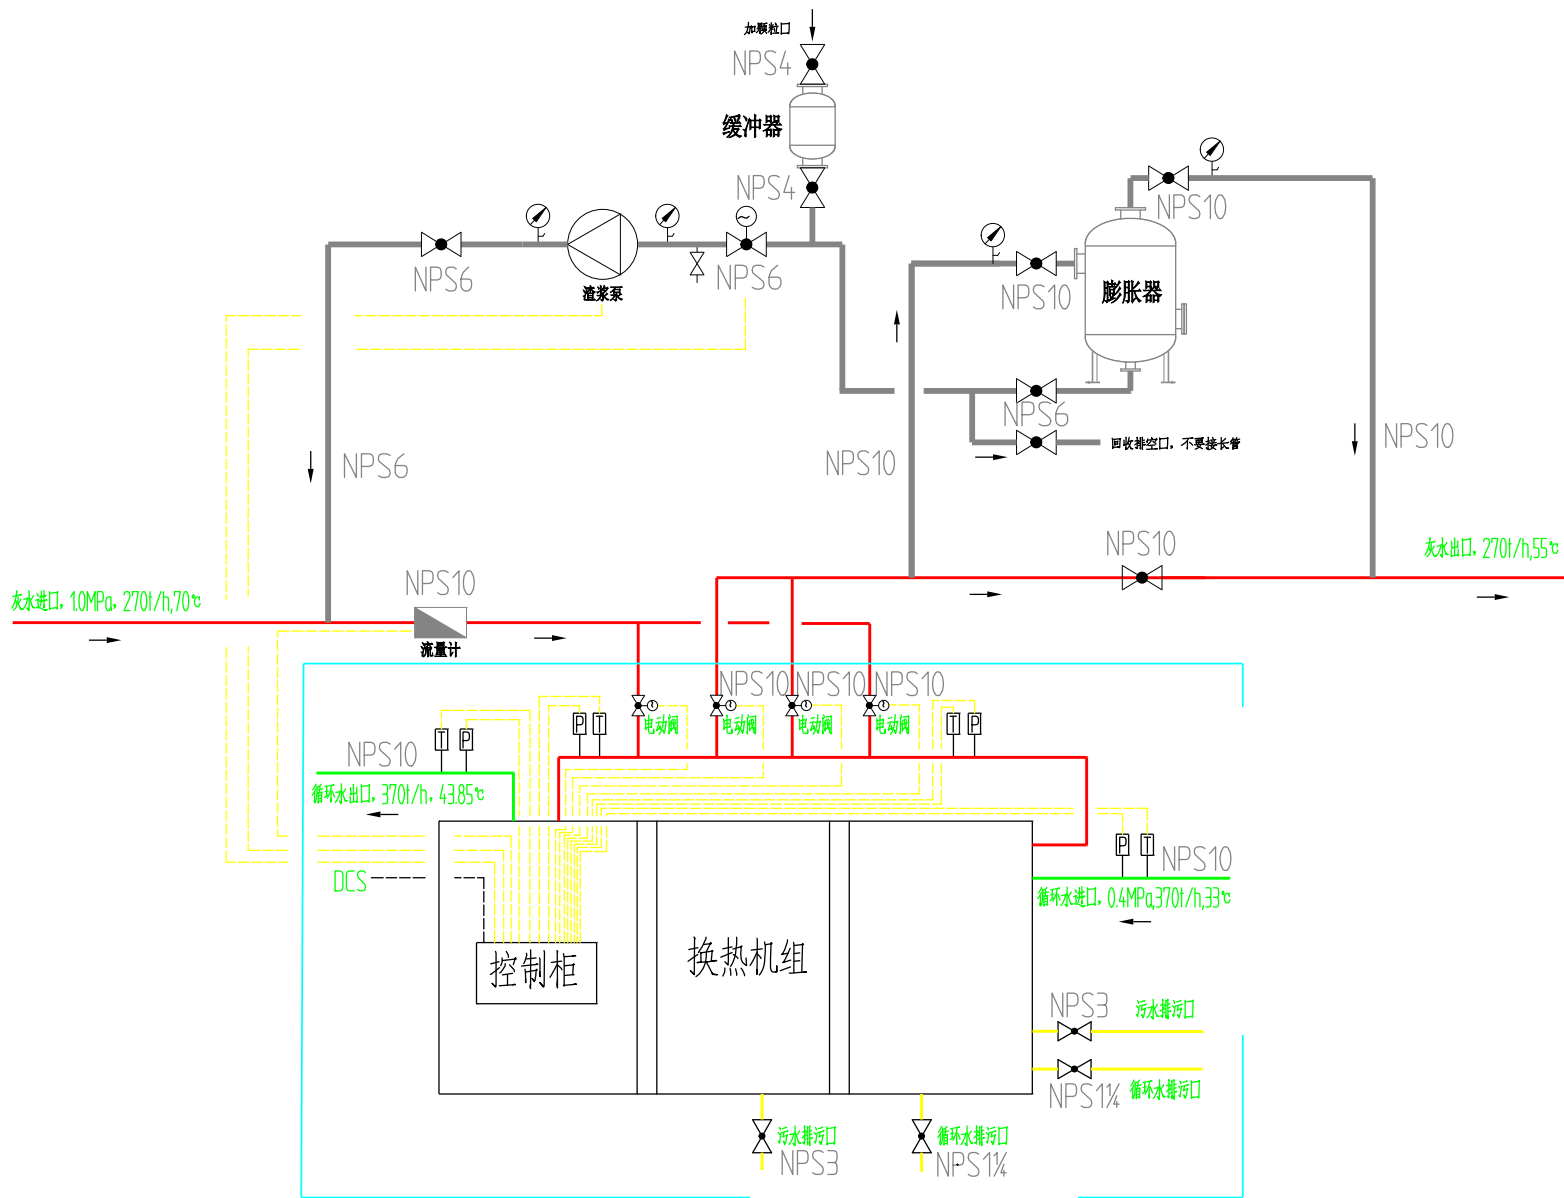 加颗粒口
NPS4
缓冲器
NPS4
NPS10
NPS6
渣浆泵
NPS6
NPS10
膨胀器
NPS6
回收排空口，不要接长管
NPS6
NPS10
NPS10
NPS10
灰水出口，270t/h,55℃
NPS10
灰水进口，1.0MPa，270t/h,70℃
流量计
NPS10
NPS10
NPS10
电动阀
电动阀
电动阀
电动阀
P
T
T
P
T
P
NPS10
循环水出口，370t/h，43.85℃
P
T
NPS10
DCS
循环水进口，0.4MPa,370t/h,33℃
控制柜
换热机组
NPS3
污水排污口
NPS1¼
循环水排污口
污水排污口
NPS3
循环水排污口
NPS1¼